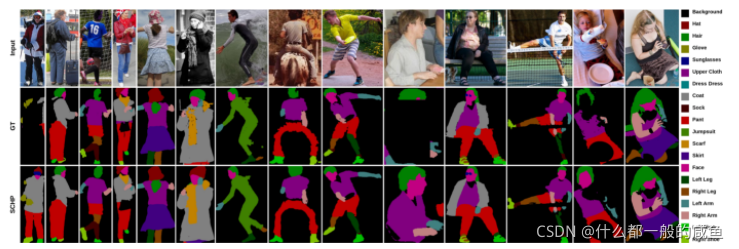 Input
GT
SCHP
16
Background
Hat
Hair
Glove
Sunglasses
Upper Cloth
Dress Dress
Coat
Sock
Pant
Jumpsuit
Scarf
Skirt
Face
Left Leg
Right Leg
Left Arm
Right Arm
CSDN @什么都一般的咸鱼